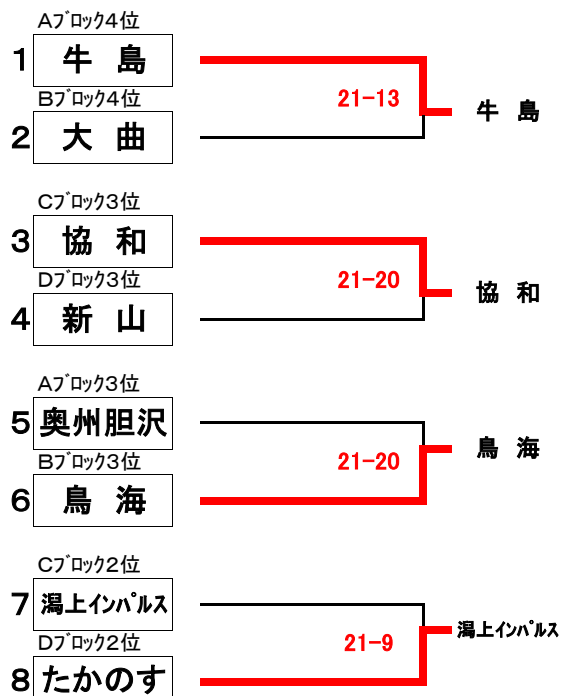 Aﾌﾞﾛｯｸ4位
1 牛 島
21-13
牛 島
Bﾌﾞﾛｯｸ4位
2 大 曲
Cﾌﾞﾛｯｸ3位
3 協 和
21-20
協 和
Dﾌﾞﾛｯｸ3位
4 新 山
Aﾌﾞﾛｯｸ3位
5 奥州胆沢
21-20
鳥 海
Bﾌﾞﾛｯｸ3位
6 鳥 海
Cﾌﾞﾛｯｸ2位
7 潟上ｲﾝﾊﾟﾙｽ
21-9
潟上ｲﾝﾊﾟﾙｽ
Dﾌﾞﾛｯｸ2位
8 たかのす